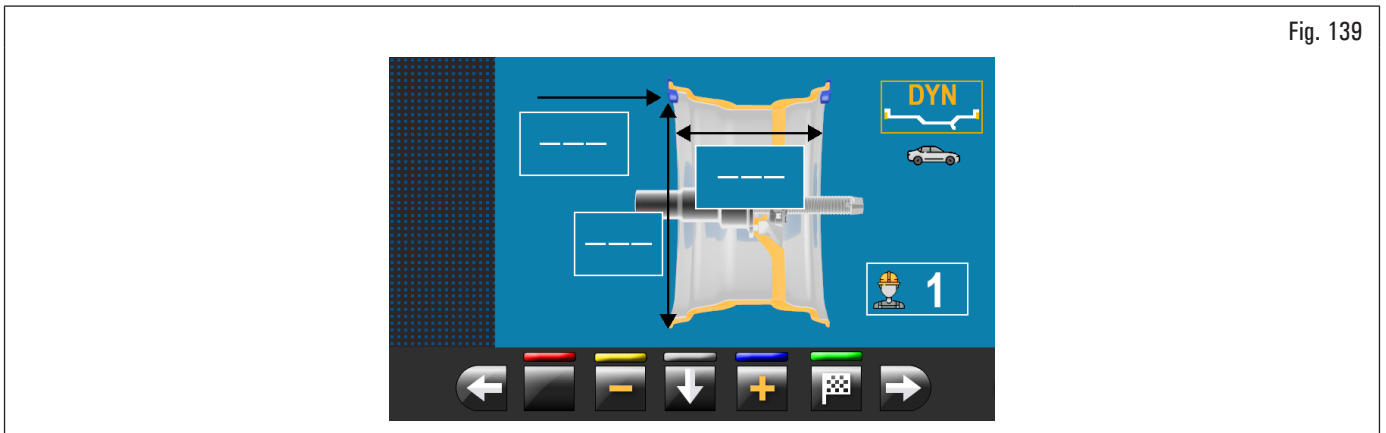 Fig. 139
DYN
– – –
– – –
– – –
1